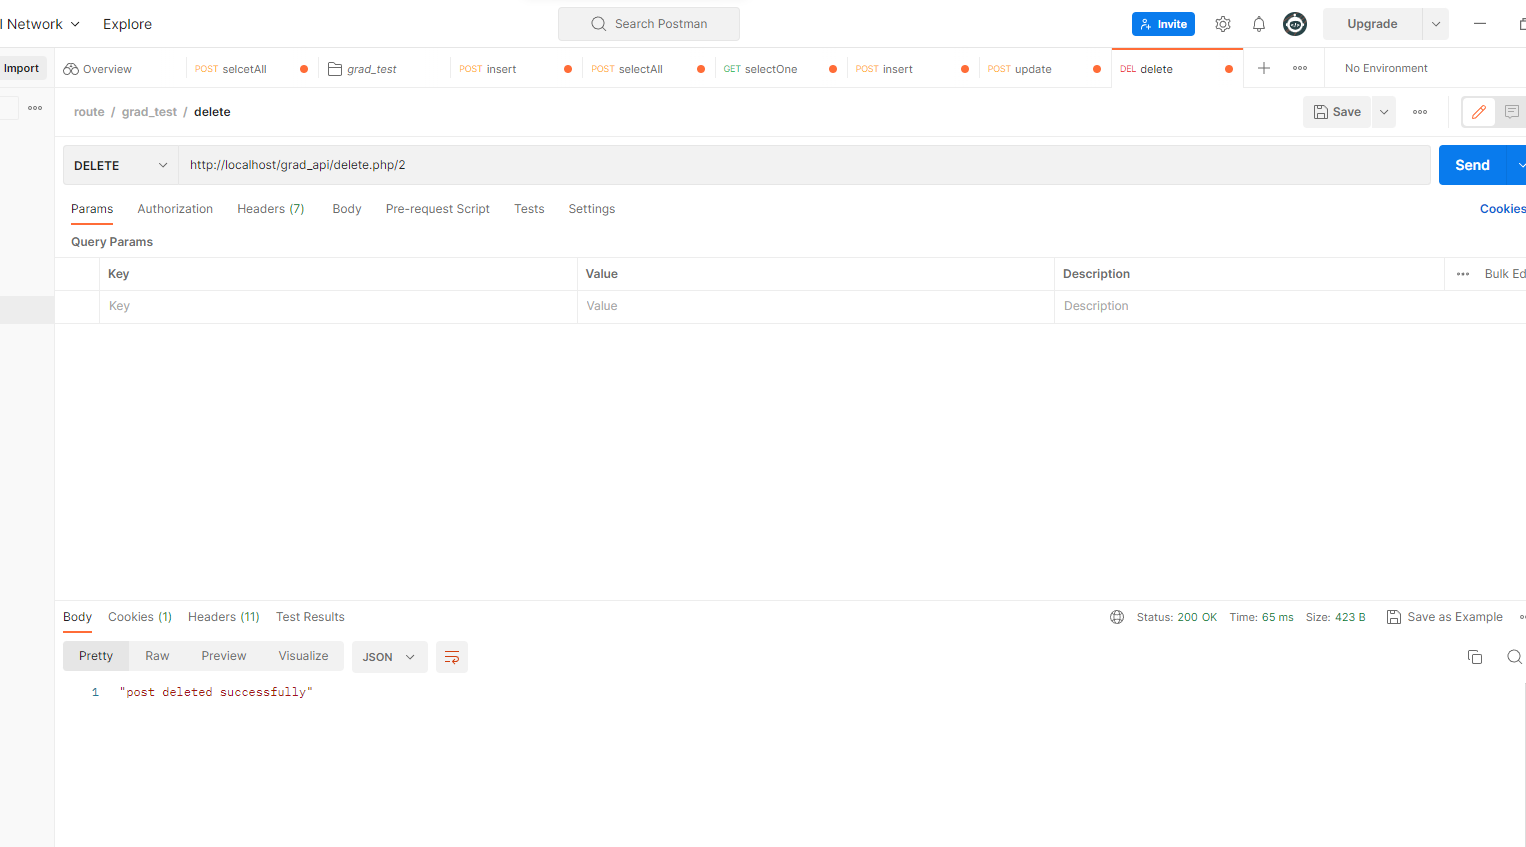 I Network Explore Search Postman Invite Upgrade
Import Overview POST selcetAll grad_test POST insert POST selectAll GET selectOne POST insert POST update DEL delete No Environment
route / grad_test / delete Save
DELETE http://localhost/grad_api/delete.php/2 Send
Params Authorization Headers (7) Body Pre-request Script Tests Settings Cookies
Query Params
Key Value Description Bulk Ed
Key Value Description
Body Cookies (1) Headers (11) Test Results Status: 200 OK Time: 65 ms Size: 423 B Save as Example
Pretty Raw Preview Visualize JSON
1 "post deleted successfully"